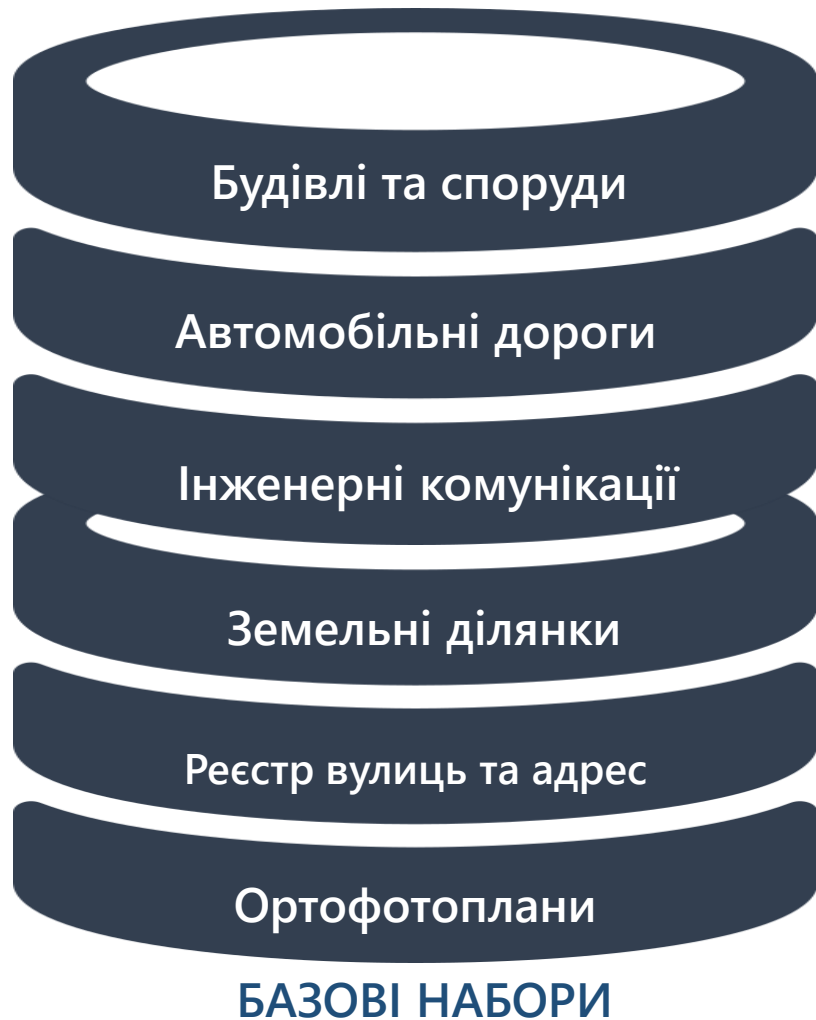 Будівлі та споруди
Автомобільні дороги
Інженерні комунікації
Земельні ділянки
Реєстр вулиць та адрес
Ортофотоплани
БАЗОВІ НАБОРИ